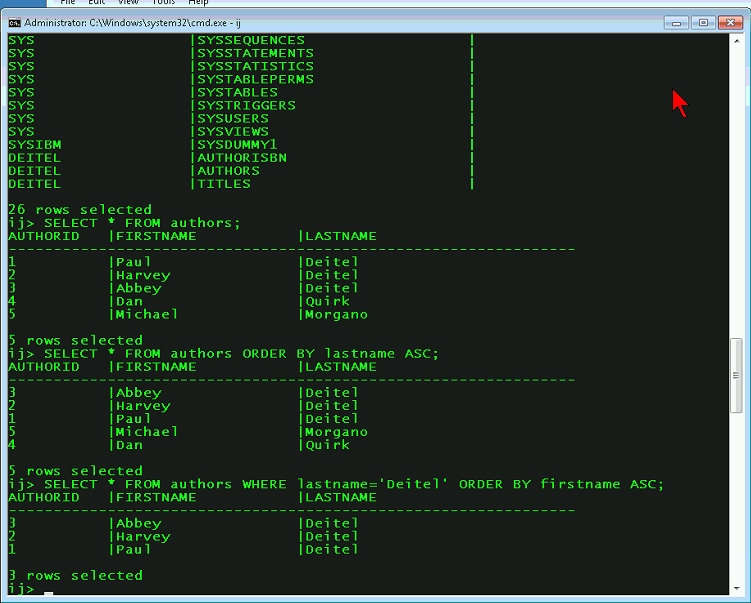 File Edit View Tools Help
Administrator: C:\Windows\system32\cmd.exe - ij
SYS |SYSSEQUENCES |
SYS |SYSSTATEMENTS |
SYS |SYSSTATISTICS |
SYS |SYSTABLEPERMS |
SYS |SYSTABLES |
SYS |SYSTRIGGERS |
SYS |SYSUSERS |
SYS |SYSVIEWS |
SYSIBM |SYSDUMMY1 |
DEITEL |AUTHORISBN |
DEITEL |AUTHORS |
DEITEL |TITLES |
26 rows selected
ij> SELECT * FROM authors;
AUTHORID |FIRSTNAME |LASTNAME
---------------------------------------------------------------
1 |Paul |Deitel
2 |Harvey |Deitel
3 |Abbey |Deitel
4 |Dan |Quirk
5 |Michael |Morgano
5 rows selected
ij> SELECT * FROM authors ORDER BY lastname ASC;
AUTHORID |FIRSTNAME |LASTNAME
---------------------------------------------------------------
3 |Abbey |Deitel
2 |Harvey |Deitel
1 |Paul |Deitel
5 |Michael |Morgano
4 |Dan |Quirk
5 rows selected
ij> SELECT * FROM authors WHERE lastname='Deitel' ORDER BY firstname ASC;
AUTHORID |FIRSTNAME |LASTNAME
---------------------------------------------------------------
3 |Abbey |Deitel
2 |Harvey |Deitel
1 |Paul |Deitel
3 rows selected
ij> _